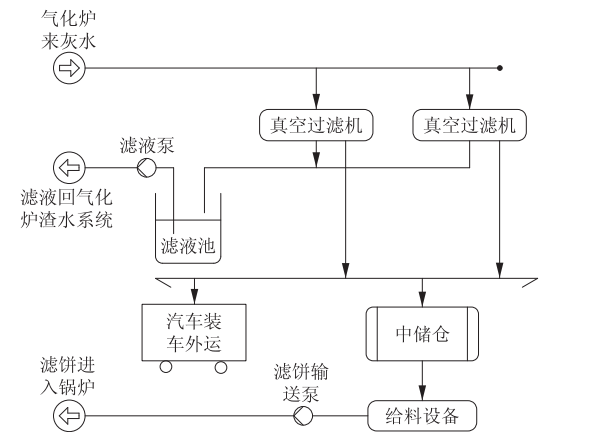 气化炉
来灰水
真空过滤机
真空过滤机
滤液泵
滤液回气化
炉渣水系统
滤液池
汽车装
车外运
中储仓
滤饼进
入锅炉
滤饼输
送泵
给料设备